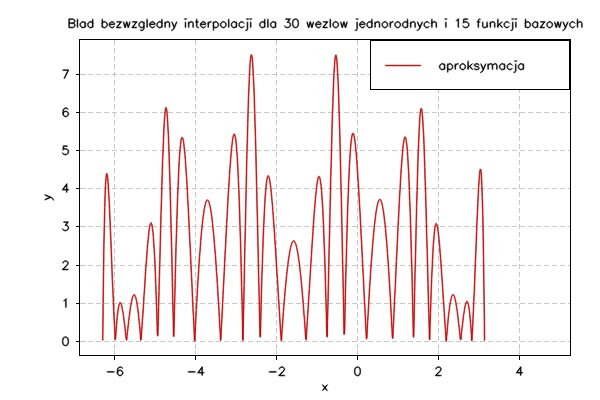 Blad bezwzgledny interpolacji dla 30 wezlow jednorodnych i 15 funkcji bazowych
aproksymacja
7
6
5
4
3
2
1
0
y
−6 −4 −2 0 2 4
x